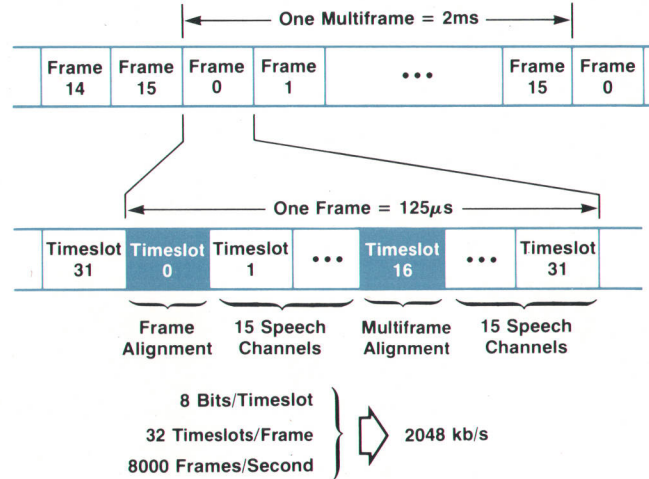 One Multiframe = 2ms
Frame 14
Frame 15
Frame 0
Frame 1
•••
Frame 15
Frame 0
One Frame = 125μs
Timeslot 31
Timeslot 0
Timeslot 1
•••
Timeslot 16
•••
Timeslot 31
Frame Alignment
15 Speech Channels
Multiframe Alignment
15 Speech Channels
8 Bits/Timeslot
32 Timeslots/Frame
8000 Frames/Second
2048 kb/s